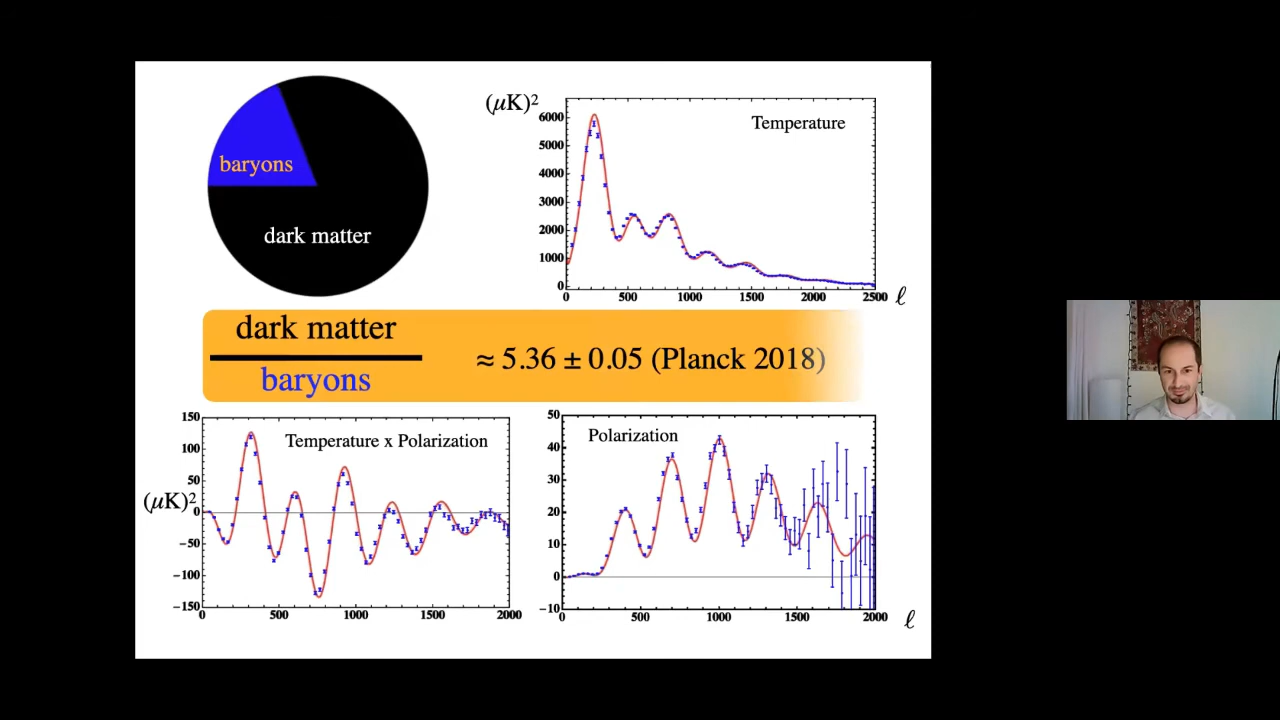 baryons
dark matter
(μK)²
Temperature
6000
5000
4000
3000
2000
1000
0
0 500 1000 1500 2000 2500 ℓ
dark matter
baryons
≈ 5.36 ± 0.05 (Planck 2018)
Temperature x Polarization
(μK)²
150
100
50
0
−50
−100
−150
0 500 1000 1500 2000
Polarization
50
40
30
20
10
0
−10
0 500 1000 1500 2000 ℓ